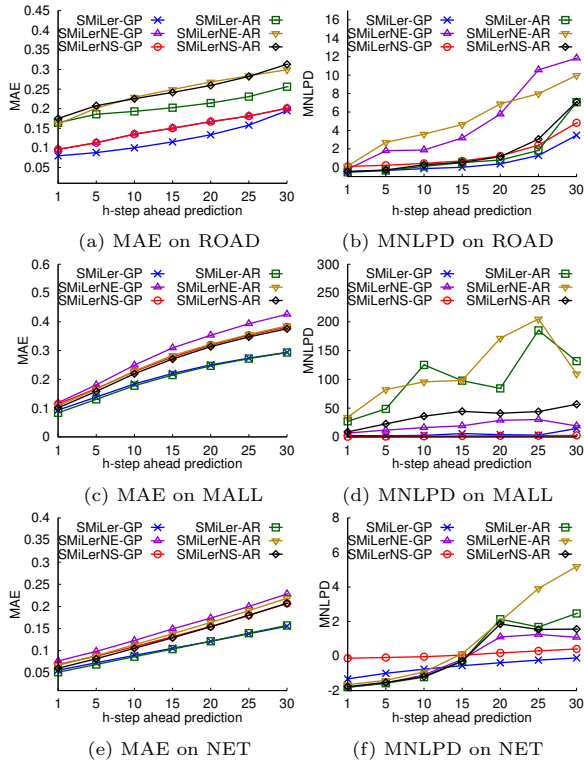 SMiLer-GP SMiLer-AR
SMiLerNE-GP SMiLerNE-AR
SMiLerNS-GP SMiLerNS-AR
MAE
0.45
0.4
0.35
0.3
0.25
0.2
0.15
0.1
0.05
1 5 10 15 20 25 30
h-step ahead prediction
(a) MAE on ROAD
SMiLer-GP SMiLer-AR
SMiLerNE-GP SMiLerNE-AR
SMiLerNS-GP SMiLerNS-AR
MNLPD
16
14
12
10
8
6
4
2
0
1 5 10 15 20 25 30
h-step ahead prediction
(b) MNLPD on ROAD
SMiLer-GP SMiLer-AR
SMiLerNE-GP SMiLerNE-AR
SMiLerNS-GP SMiLerNS-AR
MAE
0.6
0.5
0.4
0.3
0.2
0.1
0
1 5 10 15 20 25 30
h-step ahead prediction
(c) MAE on MALL
SMiLer-GP SMiLer-AR
SMiLerNE-GP SMiLerNE-AR
SMiLerNS-GP SMiLerNS-AR
MNLPD
300
250
200
150
100
50
0
1 5 10 15 20 25 30
h-step ahead prediction
(d) MNLPD on MALL
SMiLer-GP SMiLer-AR
SMiLerNE-GP SMiLerNE-AR
SMiLerNS-GP SMiLerNS-AR
MAE
0.4
0.35
0.3
0.25
0.2
0.15
0.1
0.05
1 5 10 15 20 25 30
h-step ahead prediction
(e) MAE on NET
SMiLer-GP SMiLer-AR
SMiLerNE-GP SMiLerNE-AR
SMiLerNS-GP SMiLerNS-AR
MNLPD
8
6
4
2
0
-2
1 5 10 15 20 25 30
h-step ahead prediction
(f) MNLPD on NET